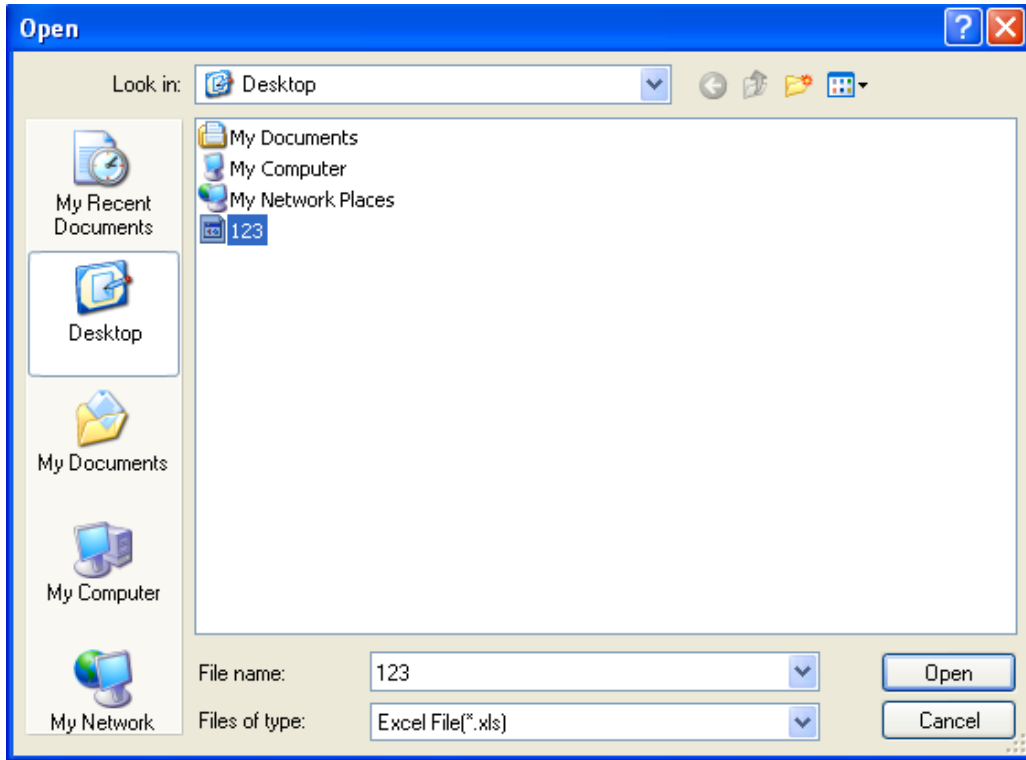 Open
Look in:
Desktop
My Recent
Documents
Desktop
My Documents
My Computer
My Network
My Documents
My Computer
My Network Places
123
File name:
123
Open
Files of type:
Excel File(*.xls)
Cancel